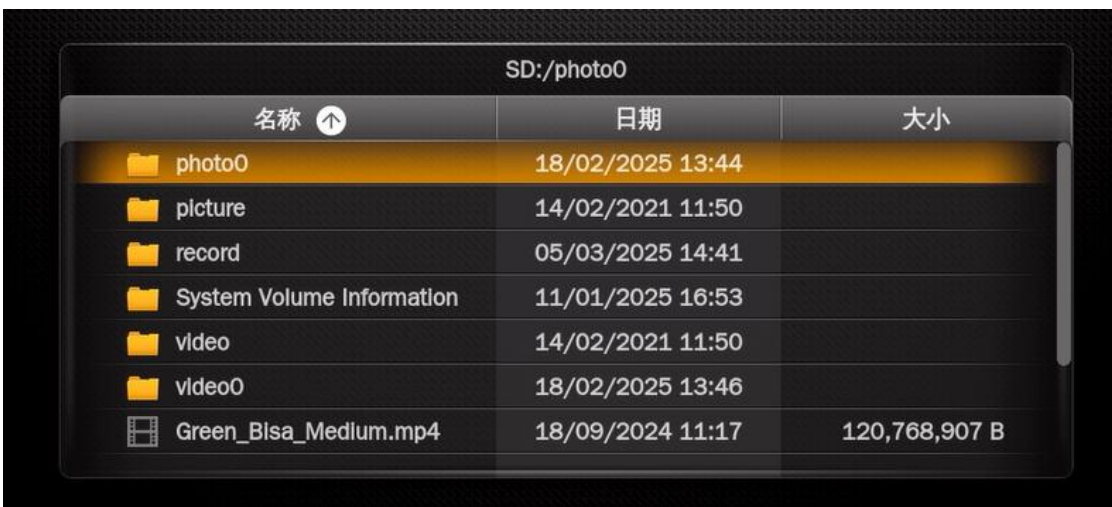 SD:/photo0
名称 日期 大小
photo0 18/02/2025 13:44
picture 14/02/2021 11:50
record 05/03/2025 14:41
System Volume Information 11/01/2025 16:53
video 14/02/2021 11:50
video0 18/02/2025 13:46
Green_Bisa_Medium.mp4 18/09/2024 11:17 120,768,907 B